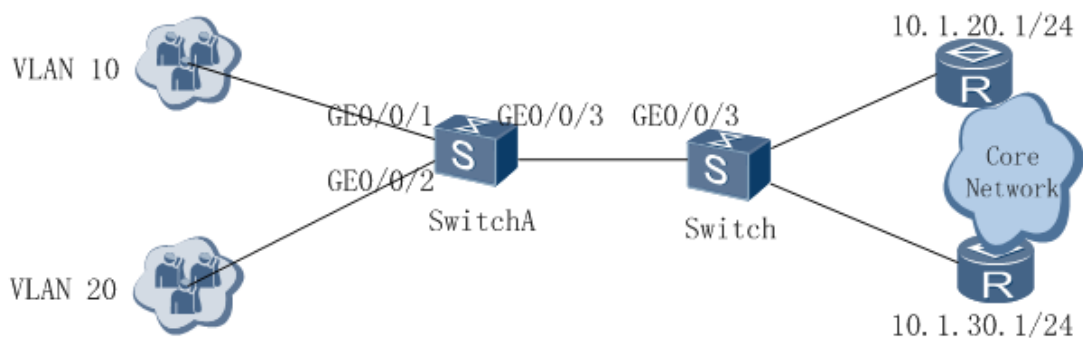 10.1.20.1/24
VLAN 10
R
GE0/0/1 GE0/0/3 GE0/0/3
S S
Core
Network
GE0/0/2
SwitchA Switch
VLAN 20
R
10.1.30.1/24